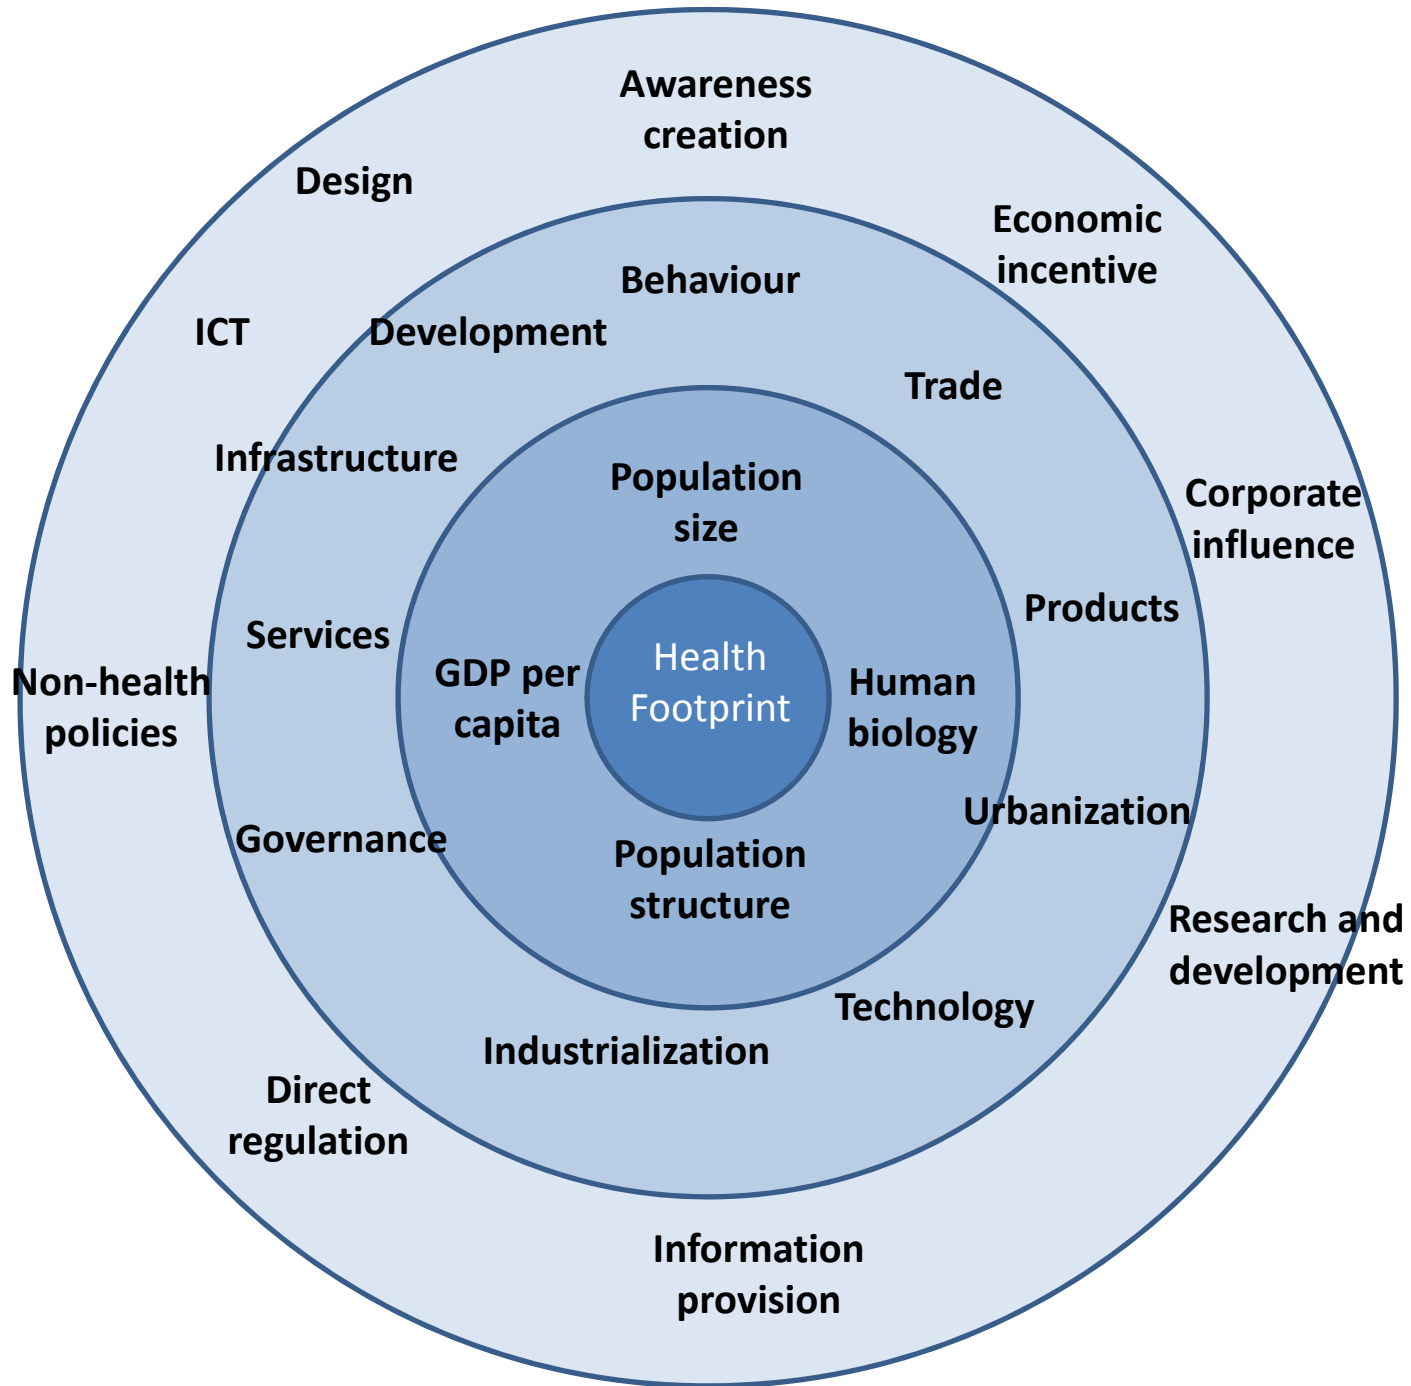 Awareness
creation
Design
Economic
incentive
Behaviour
ICT
Development
Trade
Infrastructure
Population
size
Corporate
influence
Products
Services
Health
Footprint
GDP per
capita
Human
biology
Non-health
policies
Urbanization
Governance
Population
structure
Research and
development
Technology
Industrialization
Direct
regulation
Information
provision